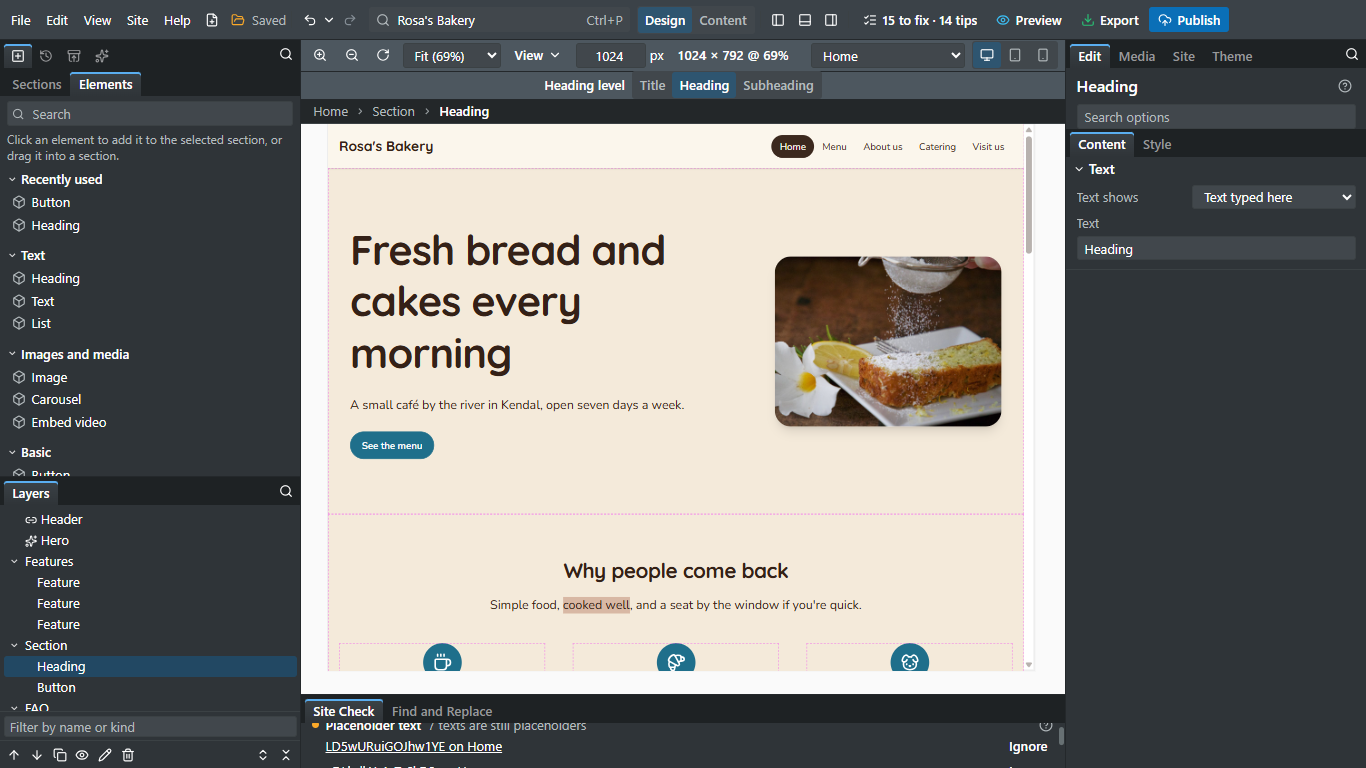 File Edit View Site Help Saved Rosa's Bakery Ctrl+P Design Content 15 to fix · 14 tips Preview Export Publish
Sections Elements
Search
Click an element to add it to the selected section, or
drag it into a section.
Recently used
Button
Heading
Text
Heading
Text
List
Images and media
Image
Carousel
Embed video
Basic
Button
Layers
Header
Hero
Features
Feature
Feature
Feature
Section
Heading
Button
FAQ
Filter by name or kind
Fit (69%) View 1024 px 1024 × 792 @ 69% Home
Heading level Title Heading Subheading
Home › Section › Heading
Rosa's Bakery Home Menu About us Catering Visit us
Fresh bread and
cakes every
morning
A small café by the river in Kendal, open seven days a week.
See the menu
Why people come back
Simple food, cooked well, and a seat by the window if you're quick.
Site Check Find and Replace
Placeholder text 7 texts are still placeholders
LD5wURuiGOJhw1YE on Home Ignore
Edit Media Site Theme
Heading
Search options
Content Style
Text
Text shows Text typed here
Text
Heading